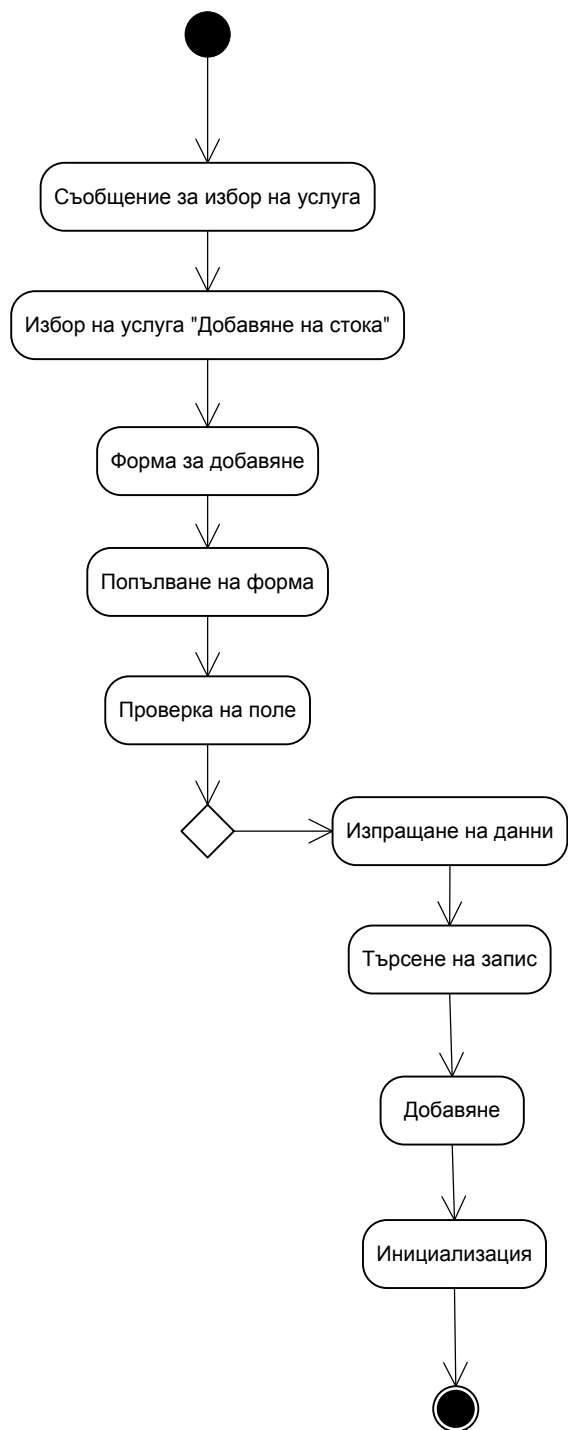 Съобщение за избор на услуга
Избор на услуга "Добавяне на стока"
Форма за добавяне
Попълване на форма
Проверка на поле
Изпращане на данни
Търсене на запис
Добавяне
Инициализация